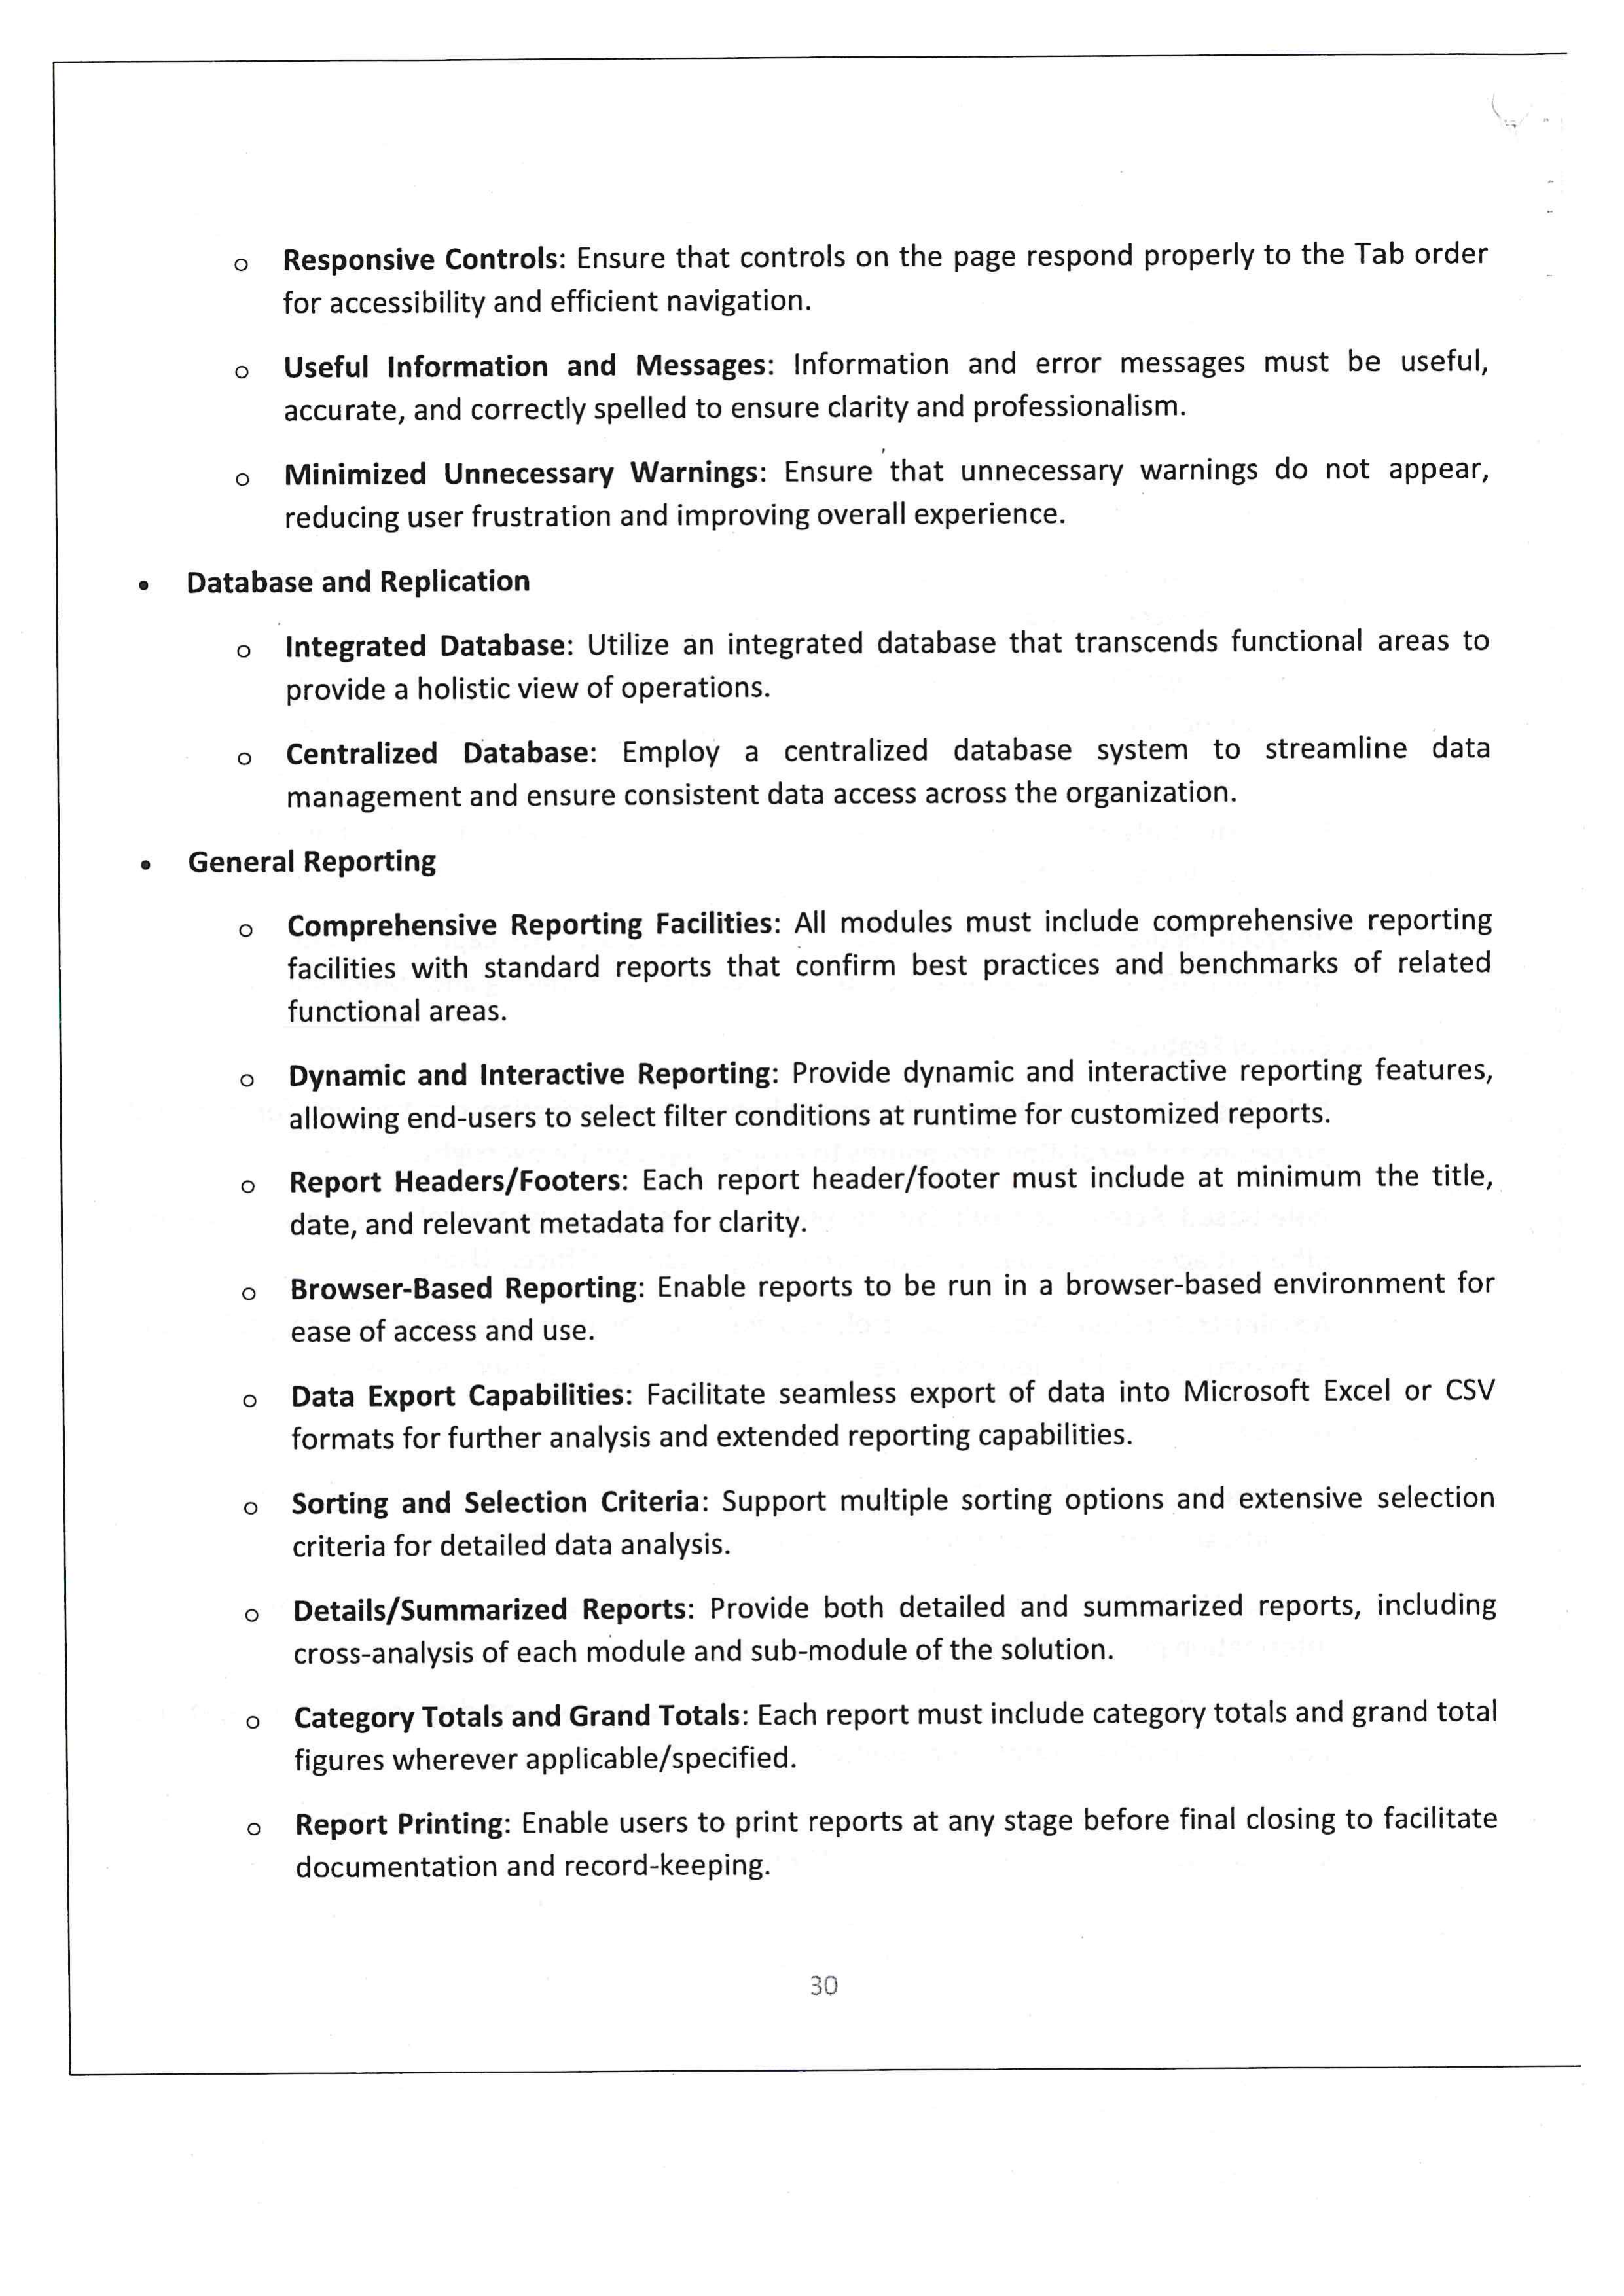 o Responsive Controls: Ensure that controls on the page respond properly to the Tab order
for accessibility and efficient navigation.
o Useful Information and Messages: Information and error messages must be useful,
accurate, and correctly spelled to ensure clarity and professionalism.
o Minimized Unnecessary Warnings: Ensure that unnecessary warnings do not appear,
reducing user frustration and improving overall experience.
• Database and Replication
o Integrated Database: Utilize an integrated database that transcends functional areas to
provide a holistic view of operations.
o Centralized Database: Employ a centralized database system to streamline data
management and ensure consistent data access across the organization.
• General Reporting
o Comprehensive Reporting Facilities: All modules must include comprehensive reporting
facilities with standard reports that confirm best practices and benchmarks of related
functional areas.
o Dynamic and Interactive Reporting: Provide dynamic and interactive reporting features,
allowing end-users to select filter conditions at runtime for customized reports.
o Report Headers/Footers: Each report header/footer must include at minimum the title,
date, and relevant metadata for clarity.
o Browser-Based Reporting: Enable reports to be run in a browser-based environment for
ease of access and use.
o Data Export Capabilities: Facilitate seamless export of data into Microsoft Excel or CSV
formats for further analysis and extended reporting capabilities.
o Sorting and Selection Criteria: Support multiple sorting options and extensive selection
criteria for detailed data analysis.
o Details/Summarized Reports: Provide both detailed and summarized reports, including
cross-analysis of each module and sub-module of the solution.
o Category Totals and Grand Totals: Each report must include category totals and grand total
figures wherever applicable/specified.
o Report Printing: Enable users to print reports at any stage before final closing to facilitate
documentation and record-keeping.
30